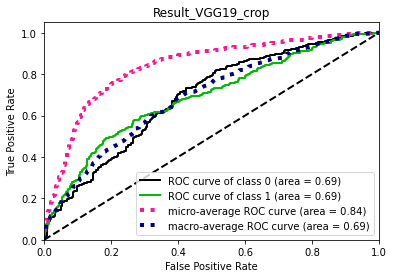 Result_VGG19_crop
True Positive Rate
1.0
0.8
0.6
0.4
0.2
0.0
ROC curve of class 0 (area = 0.69)
ROC curve of class 1 (area = 0.69)
micro-average ROC curve (area = 0.84)
macro-average ROC curve (area = 0.69)
0.0 0.2 0.4 0.6 0.8 1.0
False Positive Rate